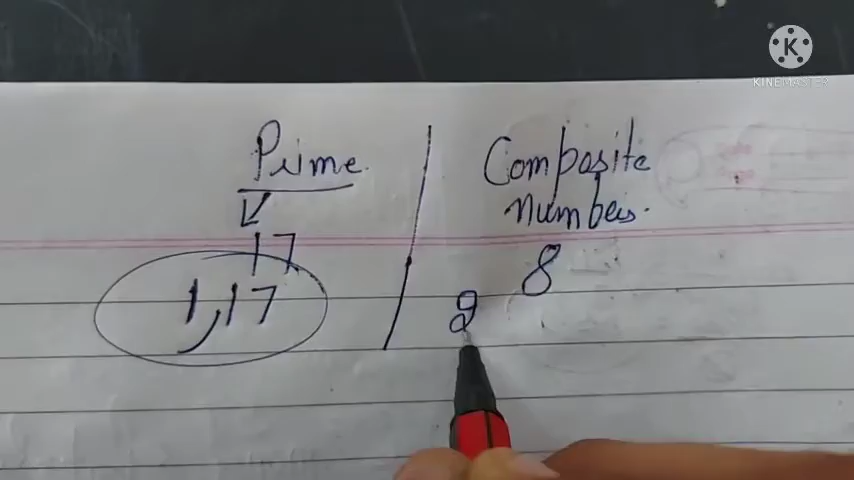 K
KINEMASTER
Prime
17
1,17
Composite
numbers.
8
2